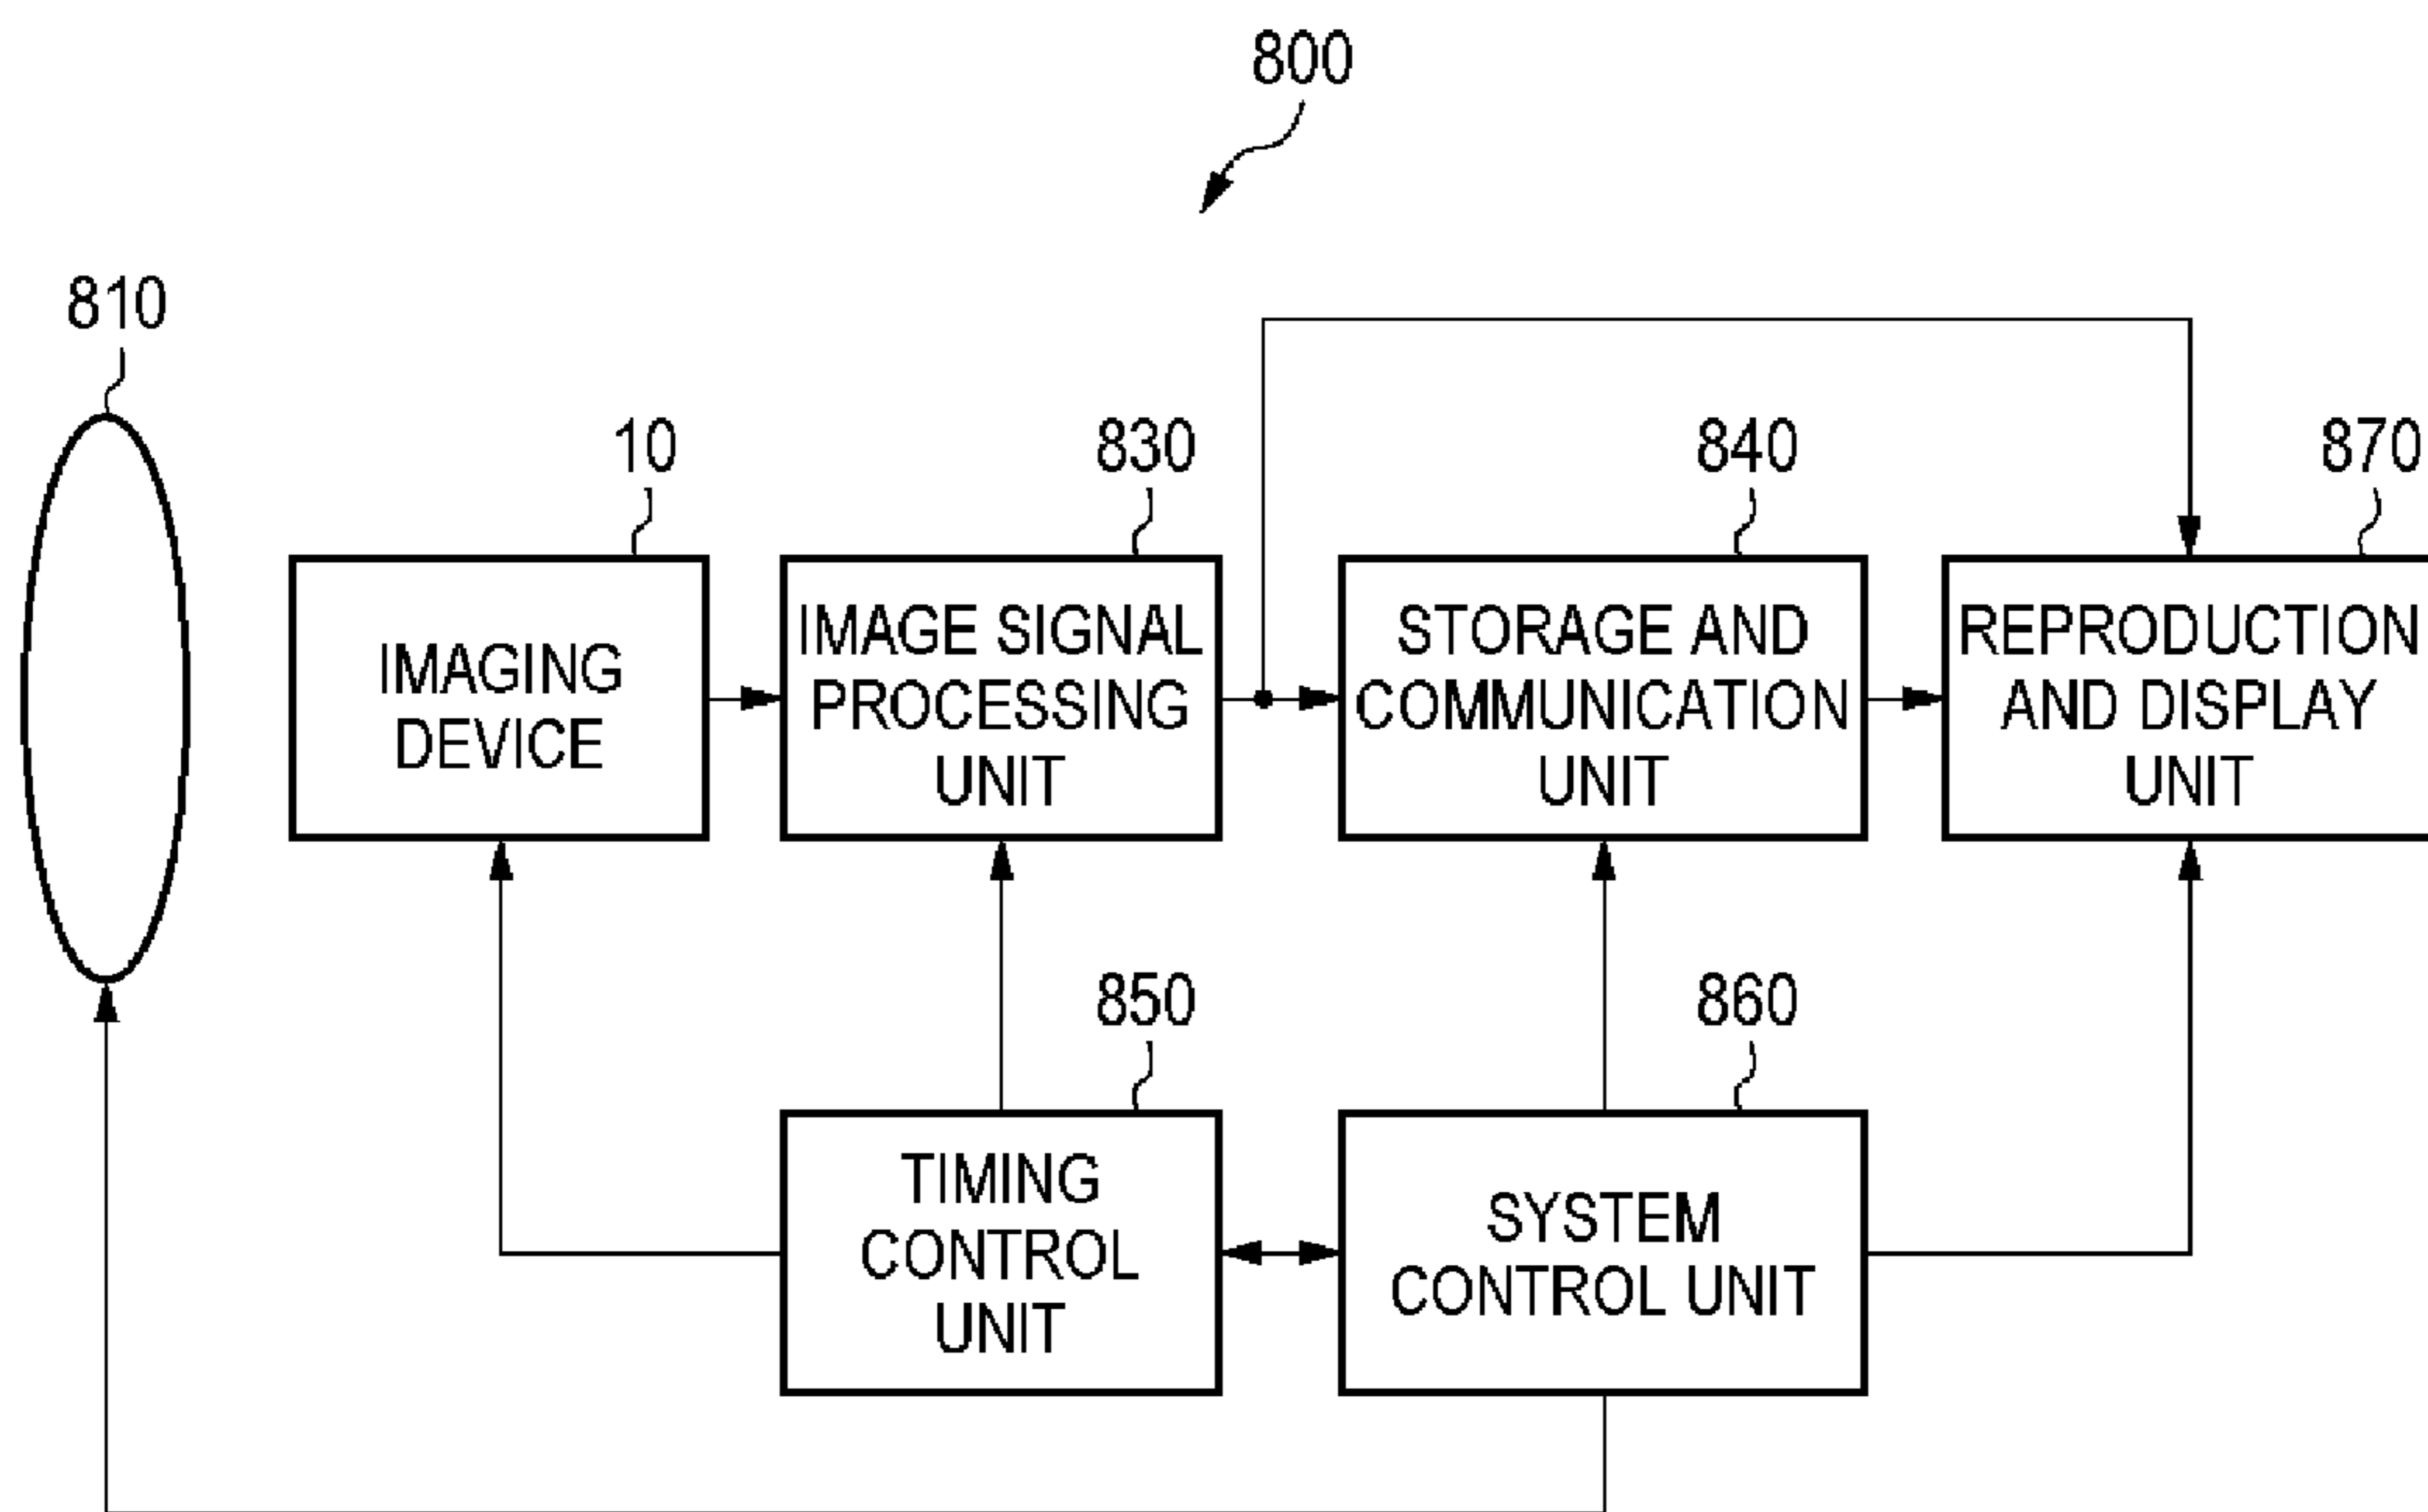 800
810
10
830
840
870
IMAGING
DEVICE
IMAGE SIGNAL
PROCESSING
UNIT
STORAGE AND
COMMUNICATION
UNIT
REPRODUCTION
AND DISPLAY
UNIT
850
860
TIMING
CONTROL
UNIT
SYSTEM
CONTROL UNIT